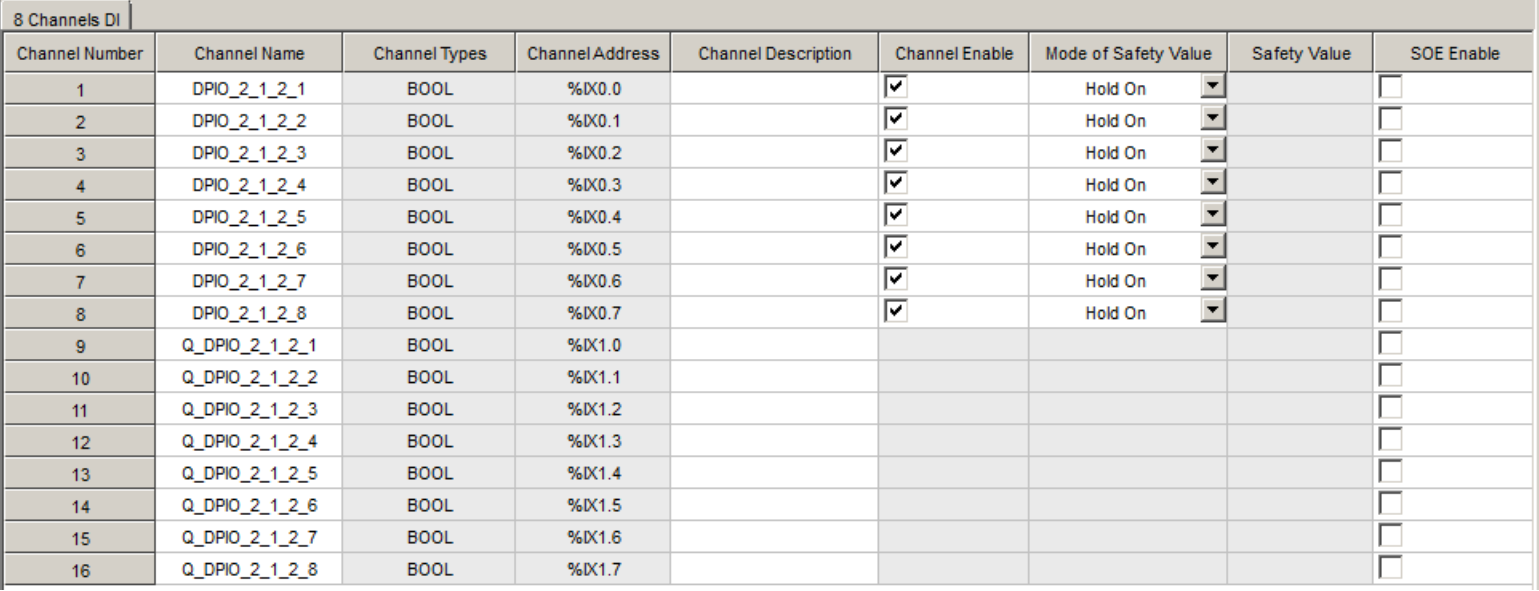 8 Channels DI
Channel Number Channel Name Channel Types Channel Address Channel Description Channel Enable Mode of Safety Value Safety Value SOE Enable
1 DPIO_2_1_2_1 BOOL %IX0.0 Hold On
2 DPIO_2_1_2_2 BOOL %IX0.1 Hold On
3 DPIO_2_1_2_3 BOOL %IX0.2 Hold On
4 DPIO_2_1_2_4 BOOL %IX0.3 Hold On
5 DPIO_2_1_2_5 BOOL %IX0.4 Hold On
6 DPIO_2_1_2_6 BOOL %IX0.5 Hold On
7 DPIO_2_1_2_7 BOOL %IX0.6 Hold On
8 DPIO_2_1_2_8 BOOL %IX0.7 Hold On
9 Q_DPIO_2_1_2_1 BOOL %IX1.0
10 Q_DPIO_2_1_2_2 BOOL %IX1.1
11 Q_DPIO_2_1_2_3 BOOL %IX1.2
12 Q_DPIO_2_1_2_4 BOOL %IX1.3
13 Q_DPIO_2_1_2_5 BOOL %IX1.4
14 Q_DPIO_2_1_2_6 BOOL %IX1.5
15 Q_DPIO_2_1_2_7 BOOL %IX1.6
16 Q_DPIO_2_1_2_8 BOOL %IX1.7